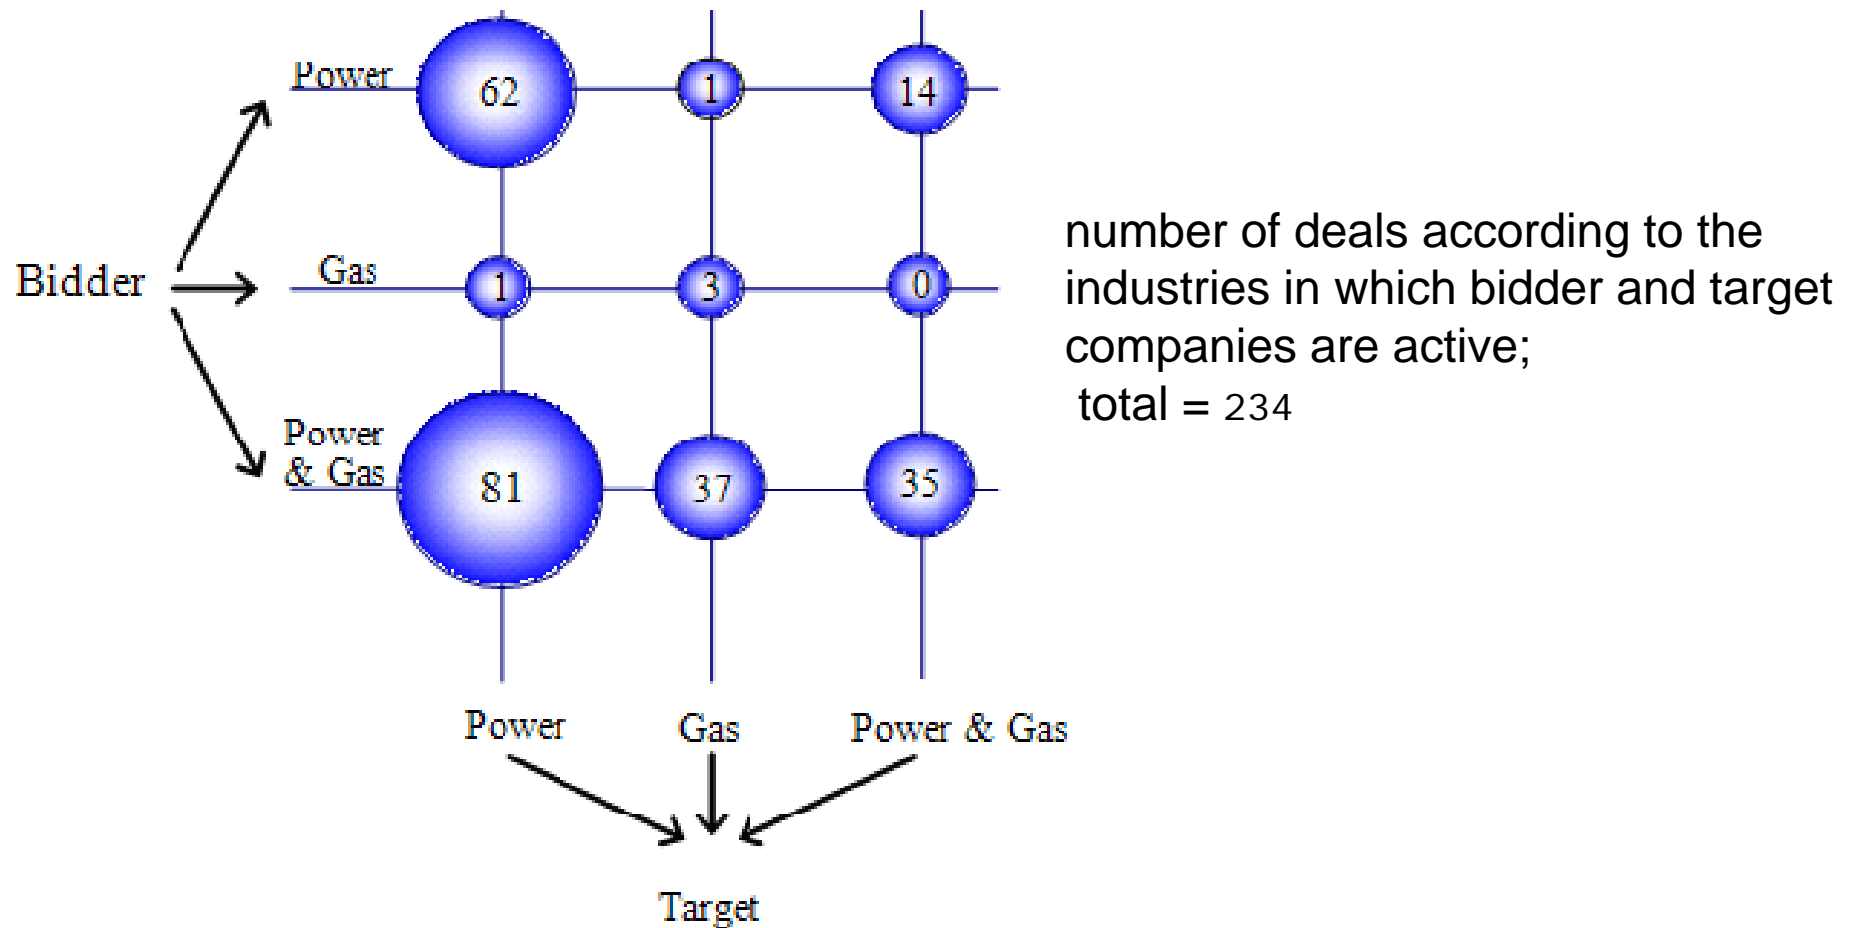 Power
62
1
14
number of deals according to the
industries in which bidder and target
companies are active;
total = 234
Bidder
Gas
1
3
0
Power
& Gas
81
37
35
Power
Gas
Power & Gas
Target